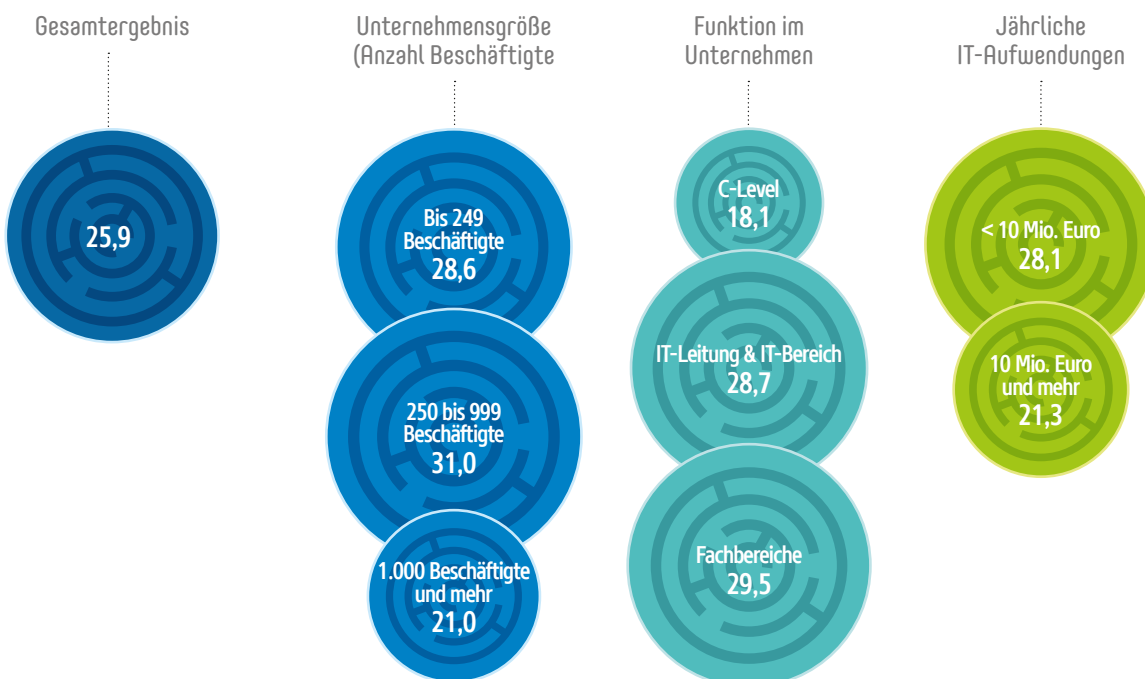 Gesamtergebnis
25,9
Unternehmensgröße
(Anzahl Beschäftigte
Bis 249
Beschäftigte
28,6
250 bis 999
Beschäftigte
31,0
1.000 Beschäftigte
und mehr
21,0
Funktion im
Unternehmen
C-Level
18,1
IT-Leitung & IT-Bereich
28,7
Fachbereiche
29,5
Jährliche
IT-Aufwendungen
< 10 Mio. Euro
28,1
10 Mio. Euro
und mehr
21,3